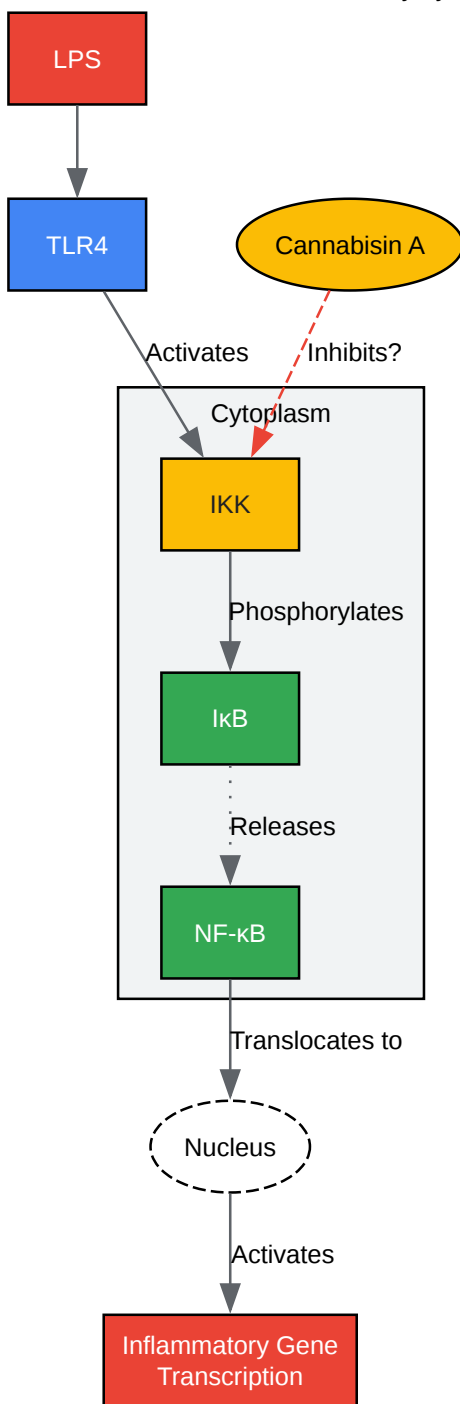 LPS
TLR4
Cannabisin A
Activates
Inhibits?
Cytoplasm
IKK
Phosphorylates
IκB
Releases
NF-κB
Translocates to
Nucleus
Activates
Inflammatory Gene
Transcription